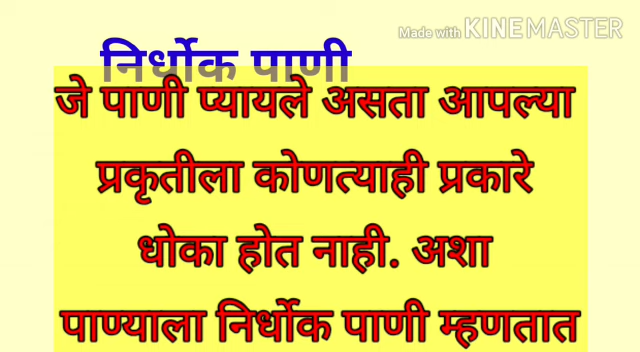 Made with KINEMASTER
निर्धोक पाणी
जे पाणी प्यायले असता आपल्या
प्रकृतीला कोणत्याही प्रकारे
धोका होत नाही. अशा
पाण्याला निर्धोक पाणी म्हणतात